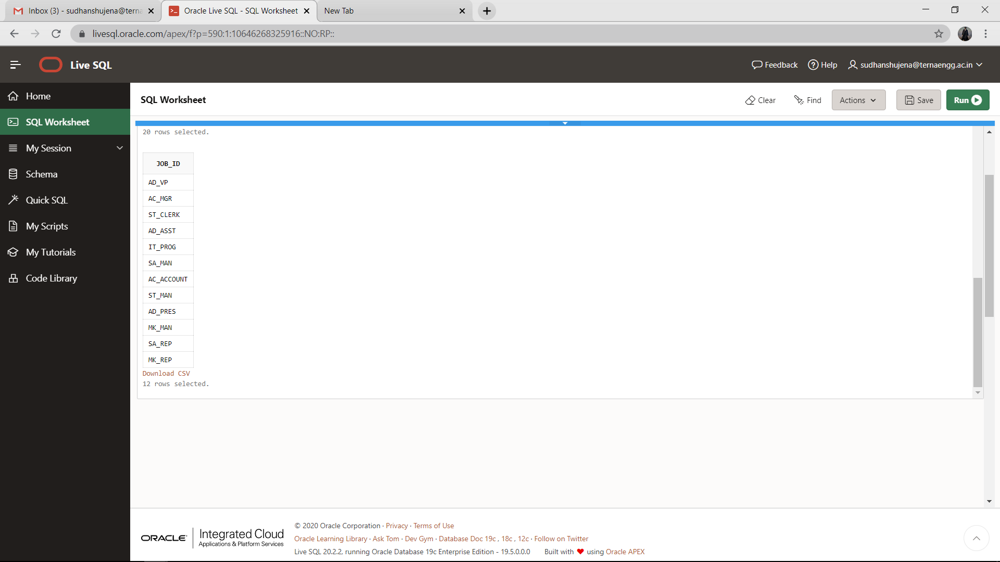 Inbox (3) - sudhanshujena@terna
Oracle Live SQL - SQL Worksheet
New Tab
livesql.oracle.com/apex/f?p=590:1:10646268325916::NO:RP::
Live SQL
Feedback
Help
sudhanshujena@ternaengg.ac.in
Home
SQL Worksheet
My Session
Schema
Quick SQL
My Scripts
My Tutorials
Code Library
SQL Worksheet
Clear
Find
Actions
Save
Run
20 rows selected.
JOB_ID
AD_VP
AC_MGR
ST_CLERK
AD_ASST
IT_PROG
SA_MAN
AC_ACCOUNT
ST_MAN
AD_PRES
MK_MAN
SA_REP
MK_REP
Download CSV
12 rows selected.
ORACLE
Integrated Cloud
Applications & Platform Services
© 2020 Oracle Corporation · Privacy · Terms of Use
Oracle Learning Library · Ask Tom · Dev Gym · Database Doc 19c , 18c , 12c · Follow on Twitter
Live SQL 20.2.2, running Oracle Database 19c Enterprise Edition - 19.5.0.0.0 Built with ♥ using Oracle APEX